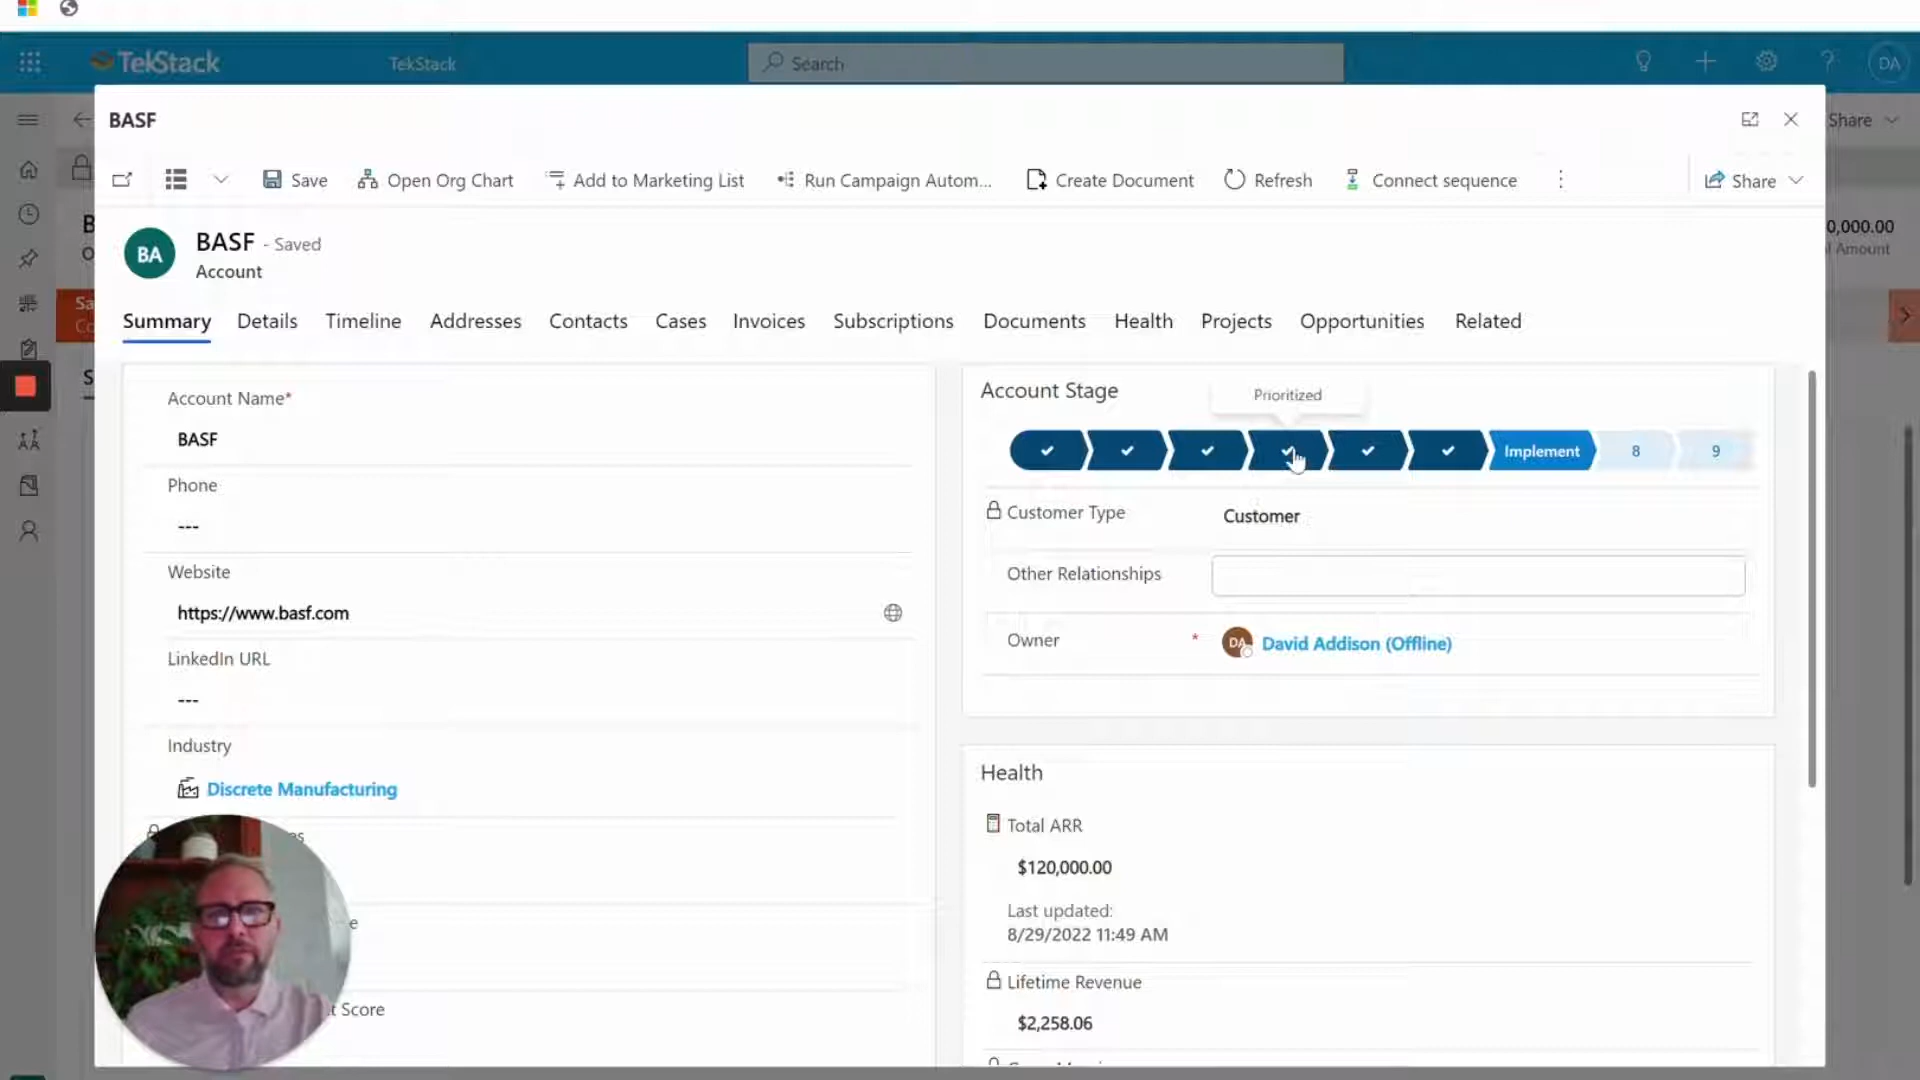 TekStack
TekStack
Search
DA
BASF
Share
Save
Open Org Chart
Add to Marketing List
Run Campaign Autom...
Create Document
Refresh
Connect sequence
Share
BA
BASF - Saved
Account
0,000.00
Amount
Summary
Details
Timeline
Addresses
Contacts
Cases
Invoices
Subscriptions
Documents
Health
Projects
Opportunities
Related
Account Name*
BASF
Phone
---
Website
https://www.basf.com
LinkedIn URL
---
Industry
Discrete Manufacturing
es
e
t Score
Account Stage
Prioritized
Implement
8
9
Customer Type
Customer
Other Relationships
Owner
*
DA
David Addison (Offline)
Health
Total ARR
$120,000.00
Last updated:
8/29/2022 11:49 AM
Lifetime Revenue
$2,258.06